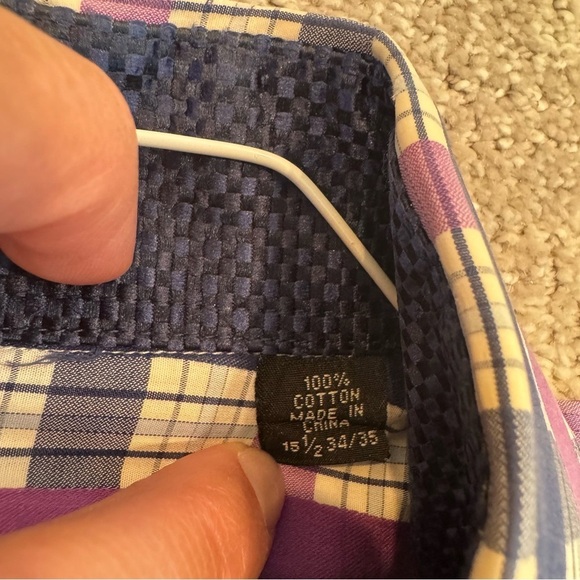 100%
COTTON
MADE IN
CHINA
15 1/2 34/35